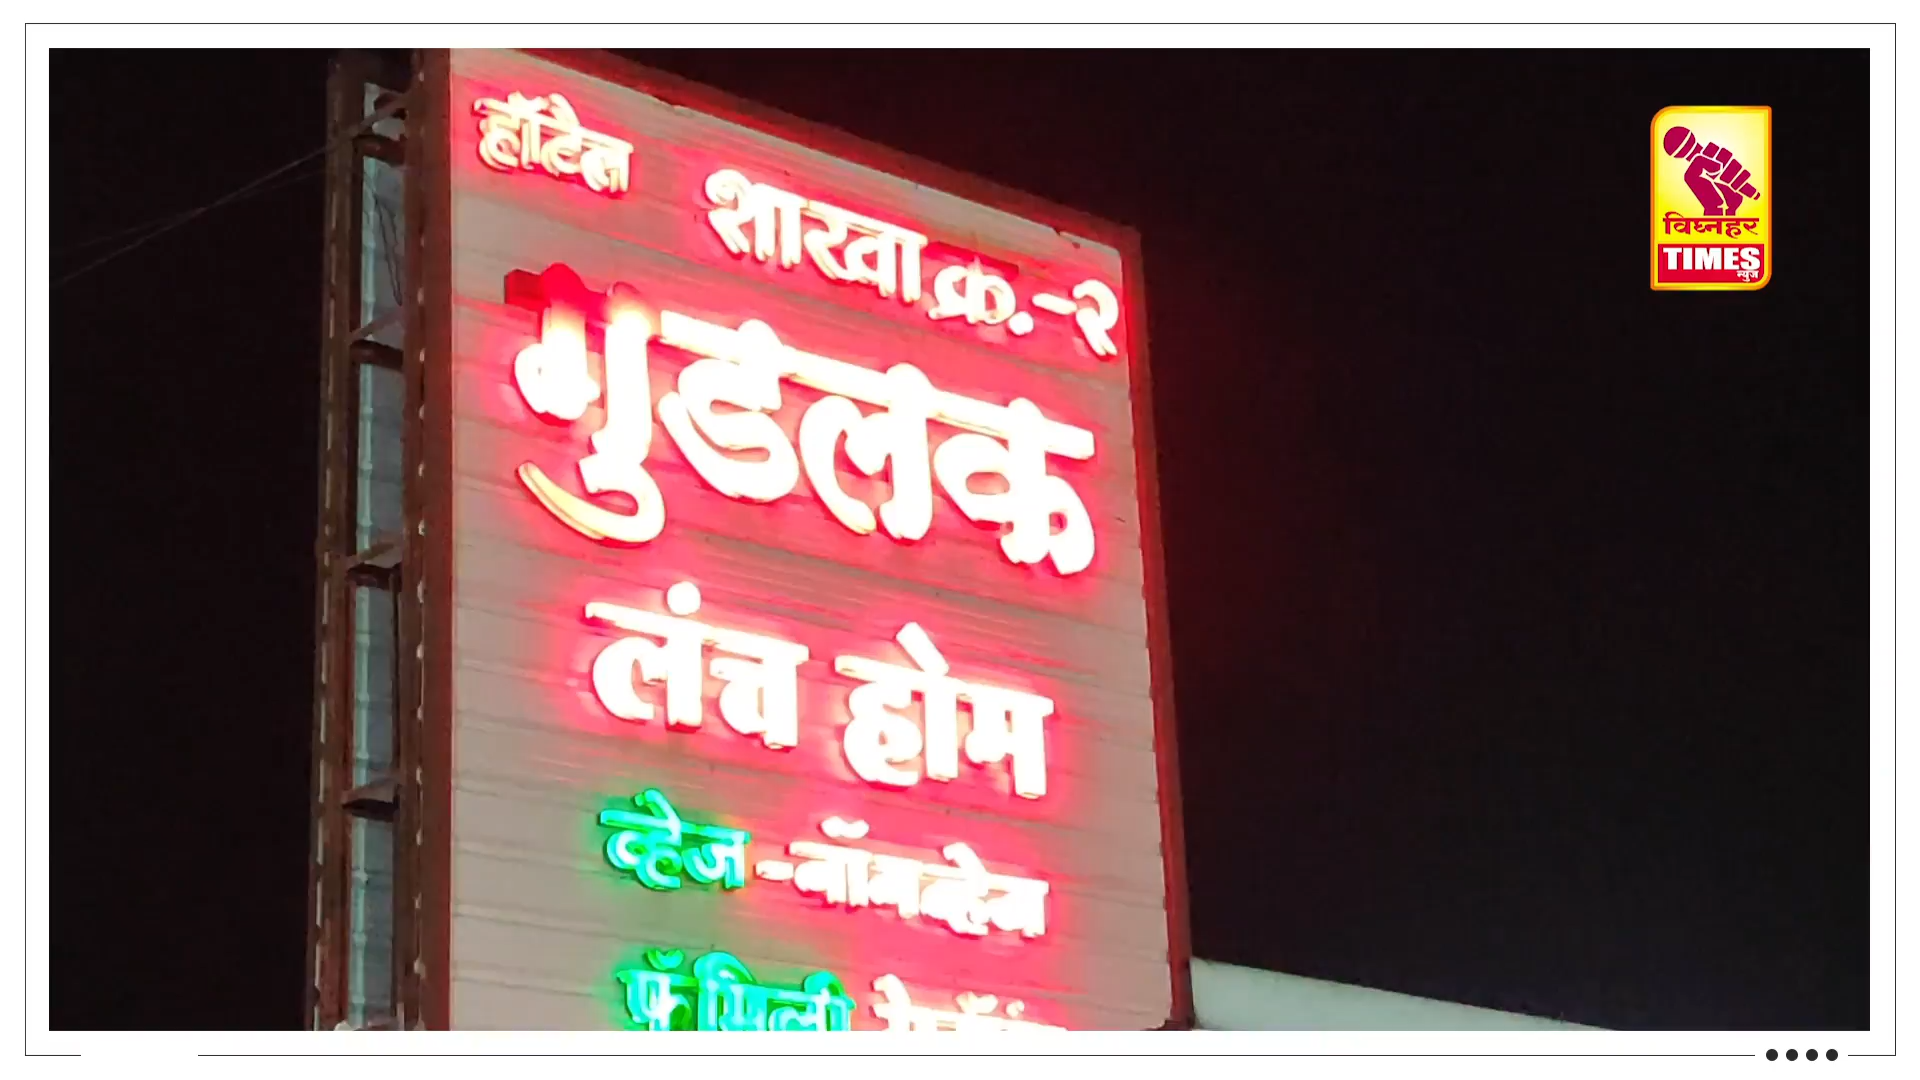 हॉटेल
शाखा क्र.-२
गुडलक
लंच होम
व्हेज -नॉनव्हेज
फॅमिली
विघ्नहर
TIMES
न्युज